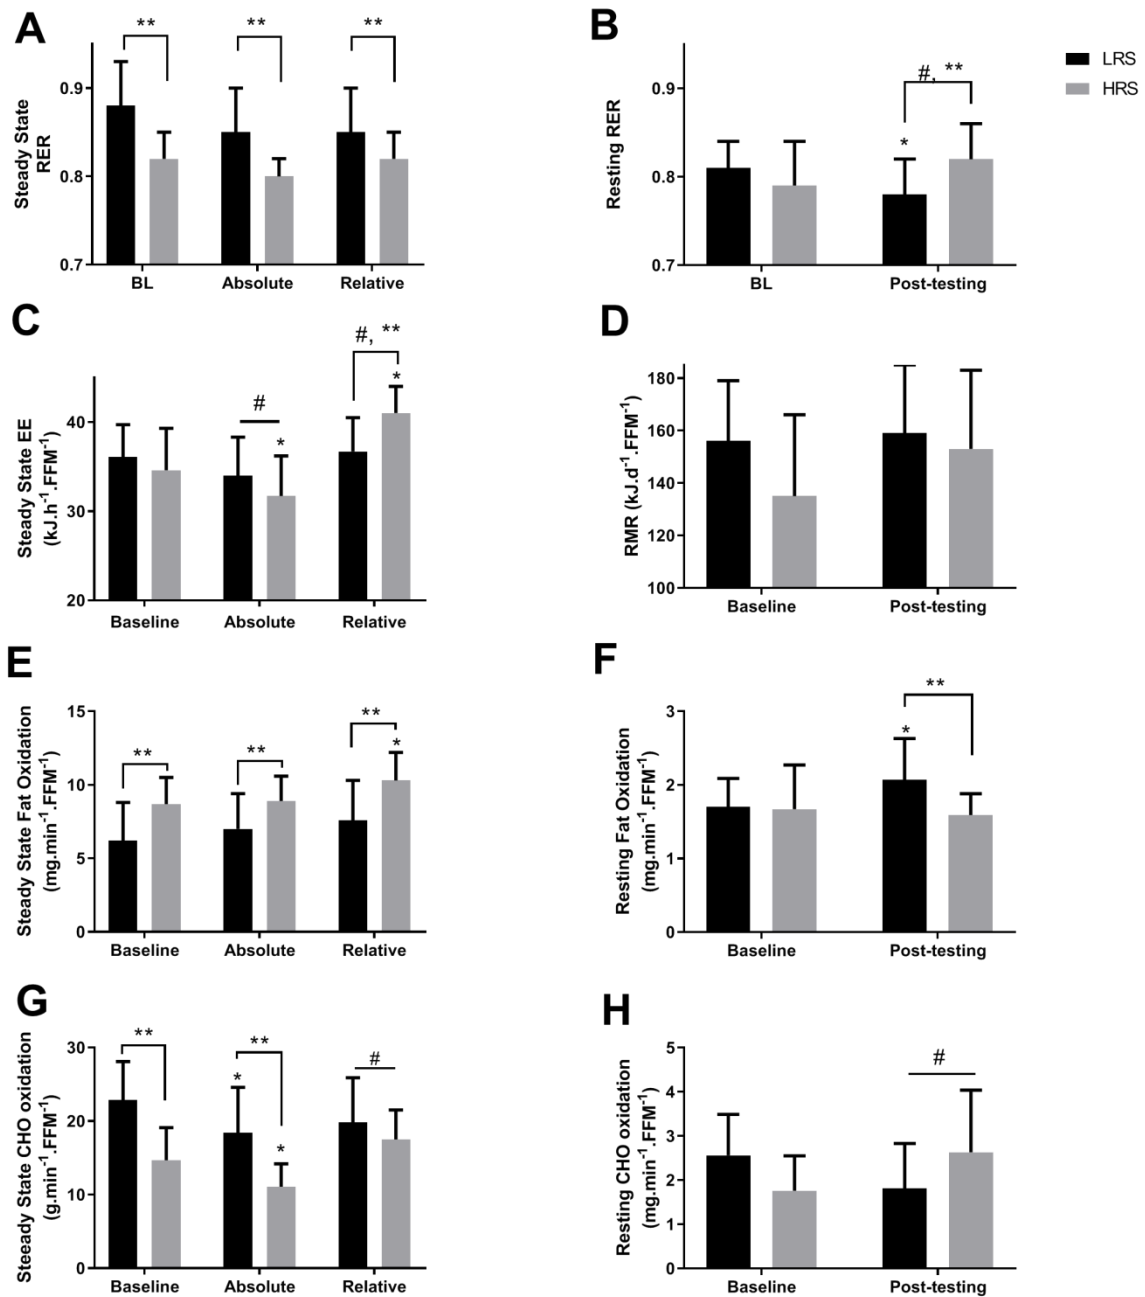 A
**
**
**
0.9
0.8
0.7
Steady State
RER
BL
Absolute
Relative
B
#, **
*
0.9
0.8
0.7
Resting RER
BL
Post-testing
LRS
HRS
C
#, **
*
#
*
40
30
20
Steady State EE
(kJ.h⁻¹.FFM⁻¹)
Baseline
Absolute
Relative
D
180
160
140
120
100
RMR (kJ.d⁻¹.FFM⁻¹)
Baseline
Post-testing
E
**
**
**
*
15
10
5
0
Steady State Fat Oxidation
(mg.min⁻¹.FFM⁻¹)
Baseline
Absolute
Relative
F
**
*
3
2
1
0
Resting Fat Oxidation
(mg.min⁻¹.FFM⁻¹)
Baseline
Post-testing
G
**
**
#
*
*
30
20
10
0
Steeady State CHO oxidation
(g.min⁻¹.FFM⁻¹)
Baseline
Absolute
Relative
H
#
5
4
3
2
1
0
Resting CHO oxidation
(mg.min⁻¹.FFM⁻¹)
Baseline
Post-testing